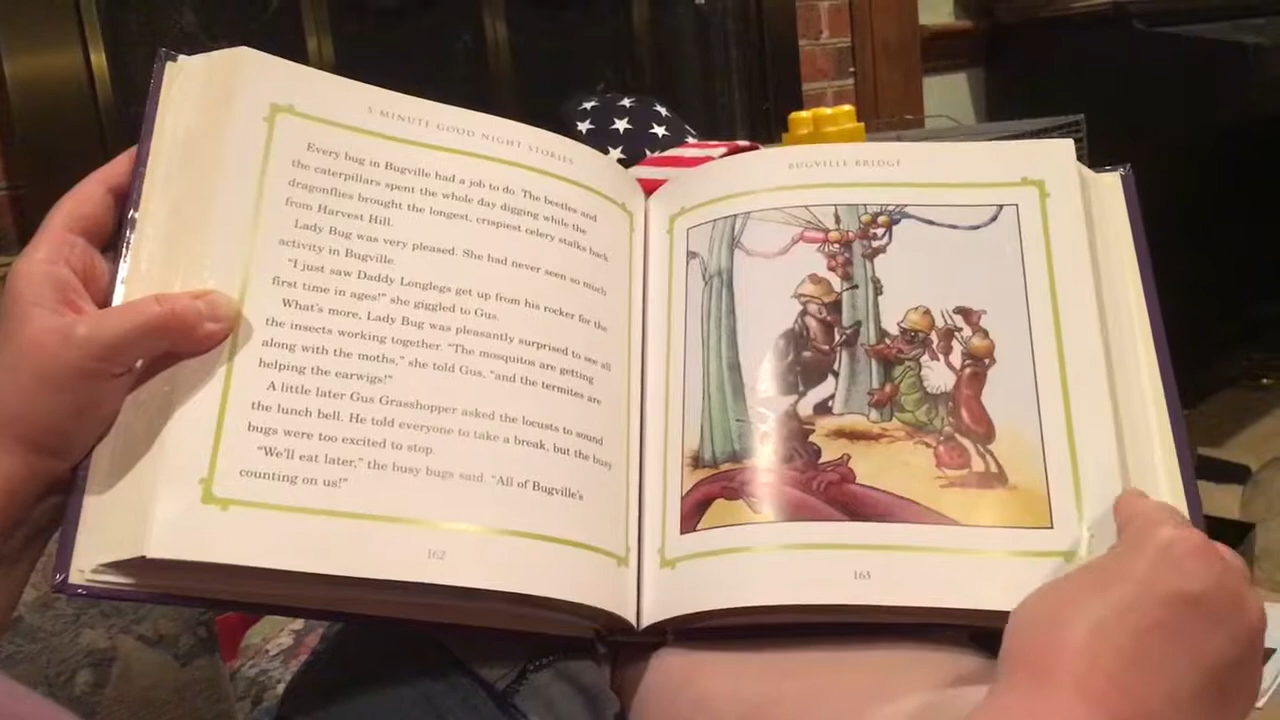 5 MINUTE GOOD NIGHT STORIES
Every bug in Bugville had a job to do. The beetles and
the caterpillars spent the whole day digging while the
dragonflies brought the longest, crispiest celery stalks back
from Harvest Hill.
Lady Bug was very pleased. She had never seen so much
activity in Bugville.
"I just saw Daddy Longlegs get up from his rocker for the
first time in ages!" she giggled to Gus.
What's more, Lady Bug was pleasantly surprised to see all
the insects working together. "The mosquitos are getting
along with the moths," she told Gus, "and the termites are
helping the earwigs!"
A little later Gus Grasshopper asked the locusts to sound
the lunch bell. He told everyone to take a break, but the busy
bugs were too excited to stop.
"We'll eat later," the busy bugs said. "All of Bugville's
counting on us!"
162
BUGVILLE BRIDGE
163